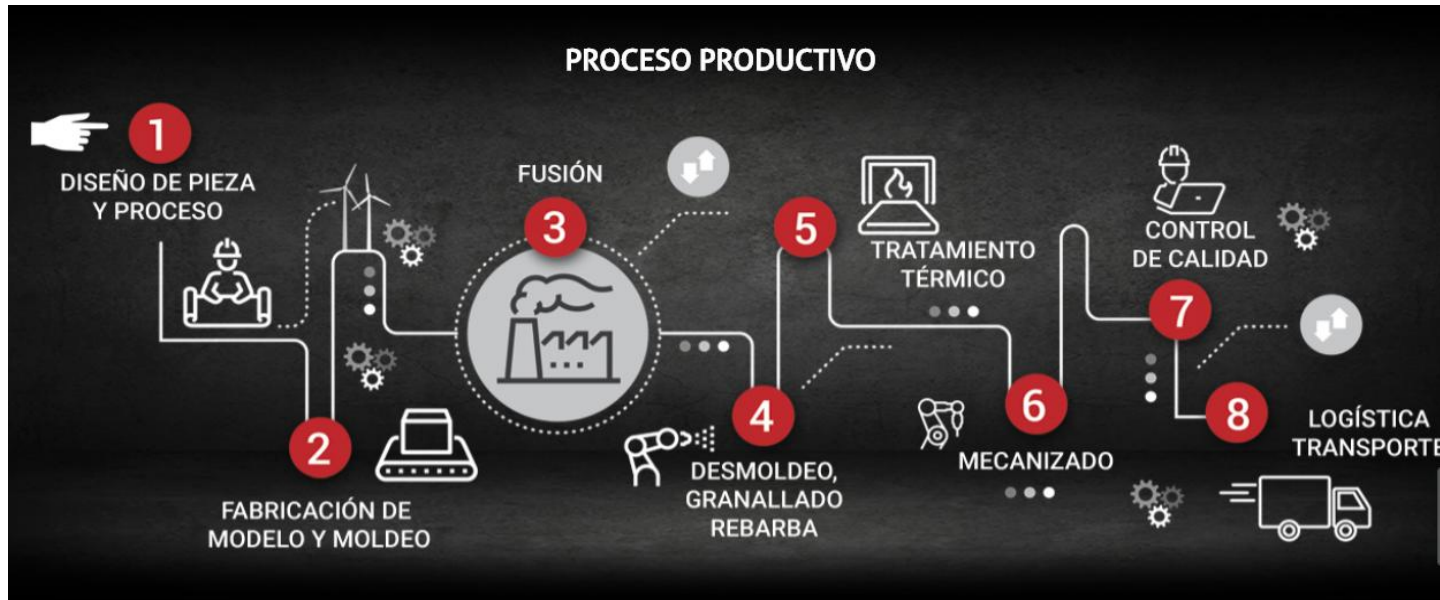 PROCESO PRODUCTIVO
1
DISEÑO DE PIEZA
Y PROCESO
2
FABRICACIÓN DE
MODELO Y MOLDEO
FUSIÓN
3
4
DESMOLDEO,
GRANALLADO
REBARBA
5
TRATAMIENTO
TÉRMICO
6
MECANIZADO
CONTROL
DE CALIDAD
7
8
LOGÍSTICA
TRANSPORTE